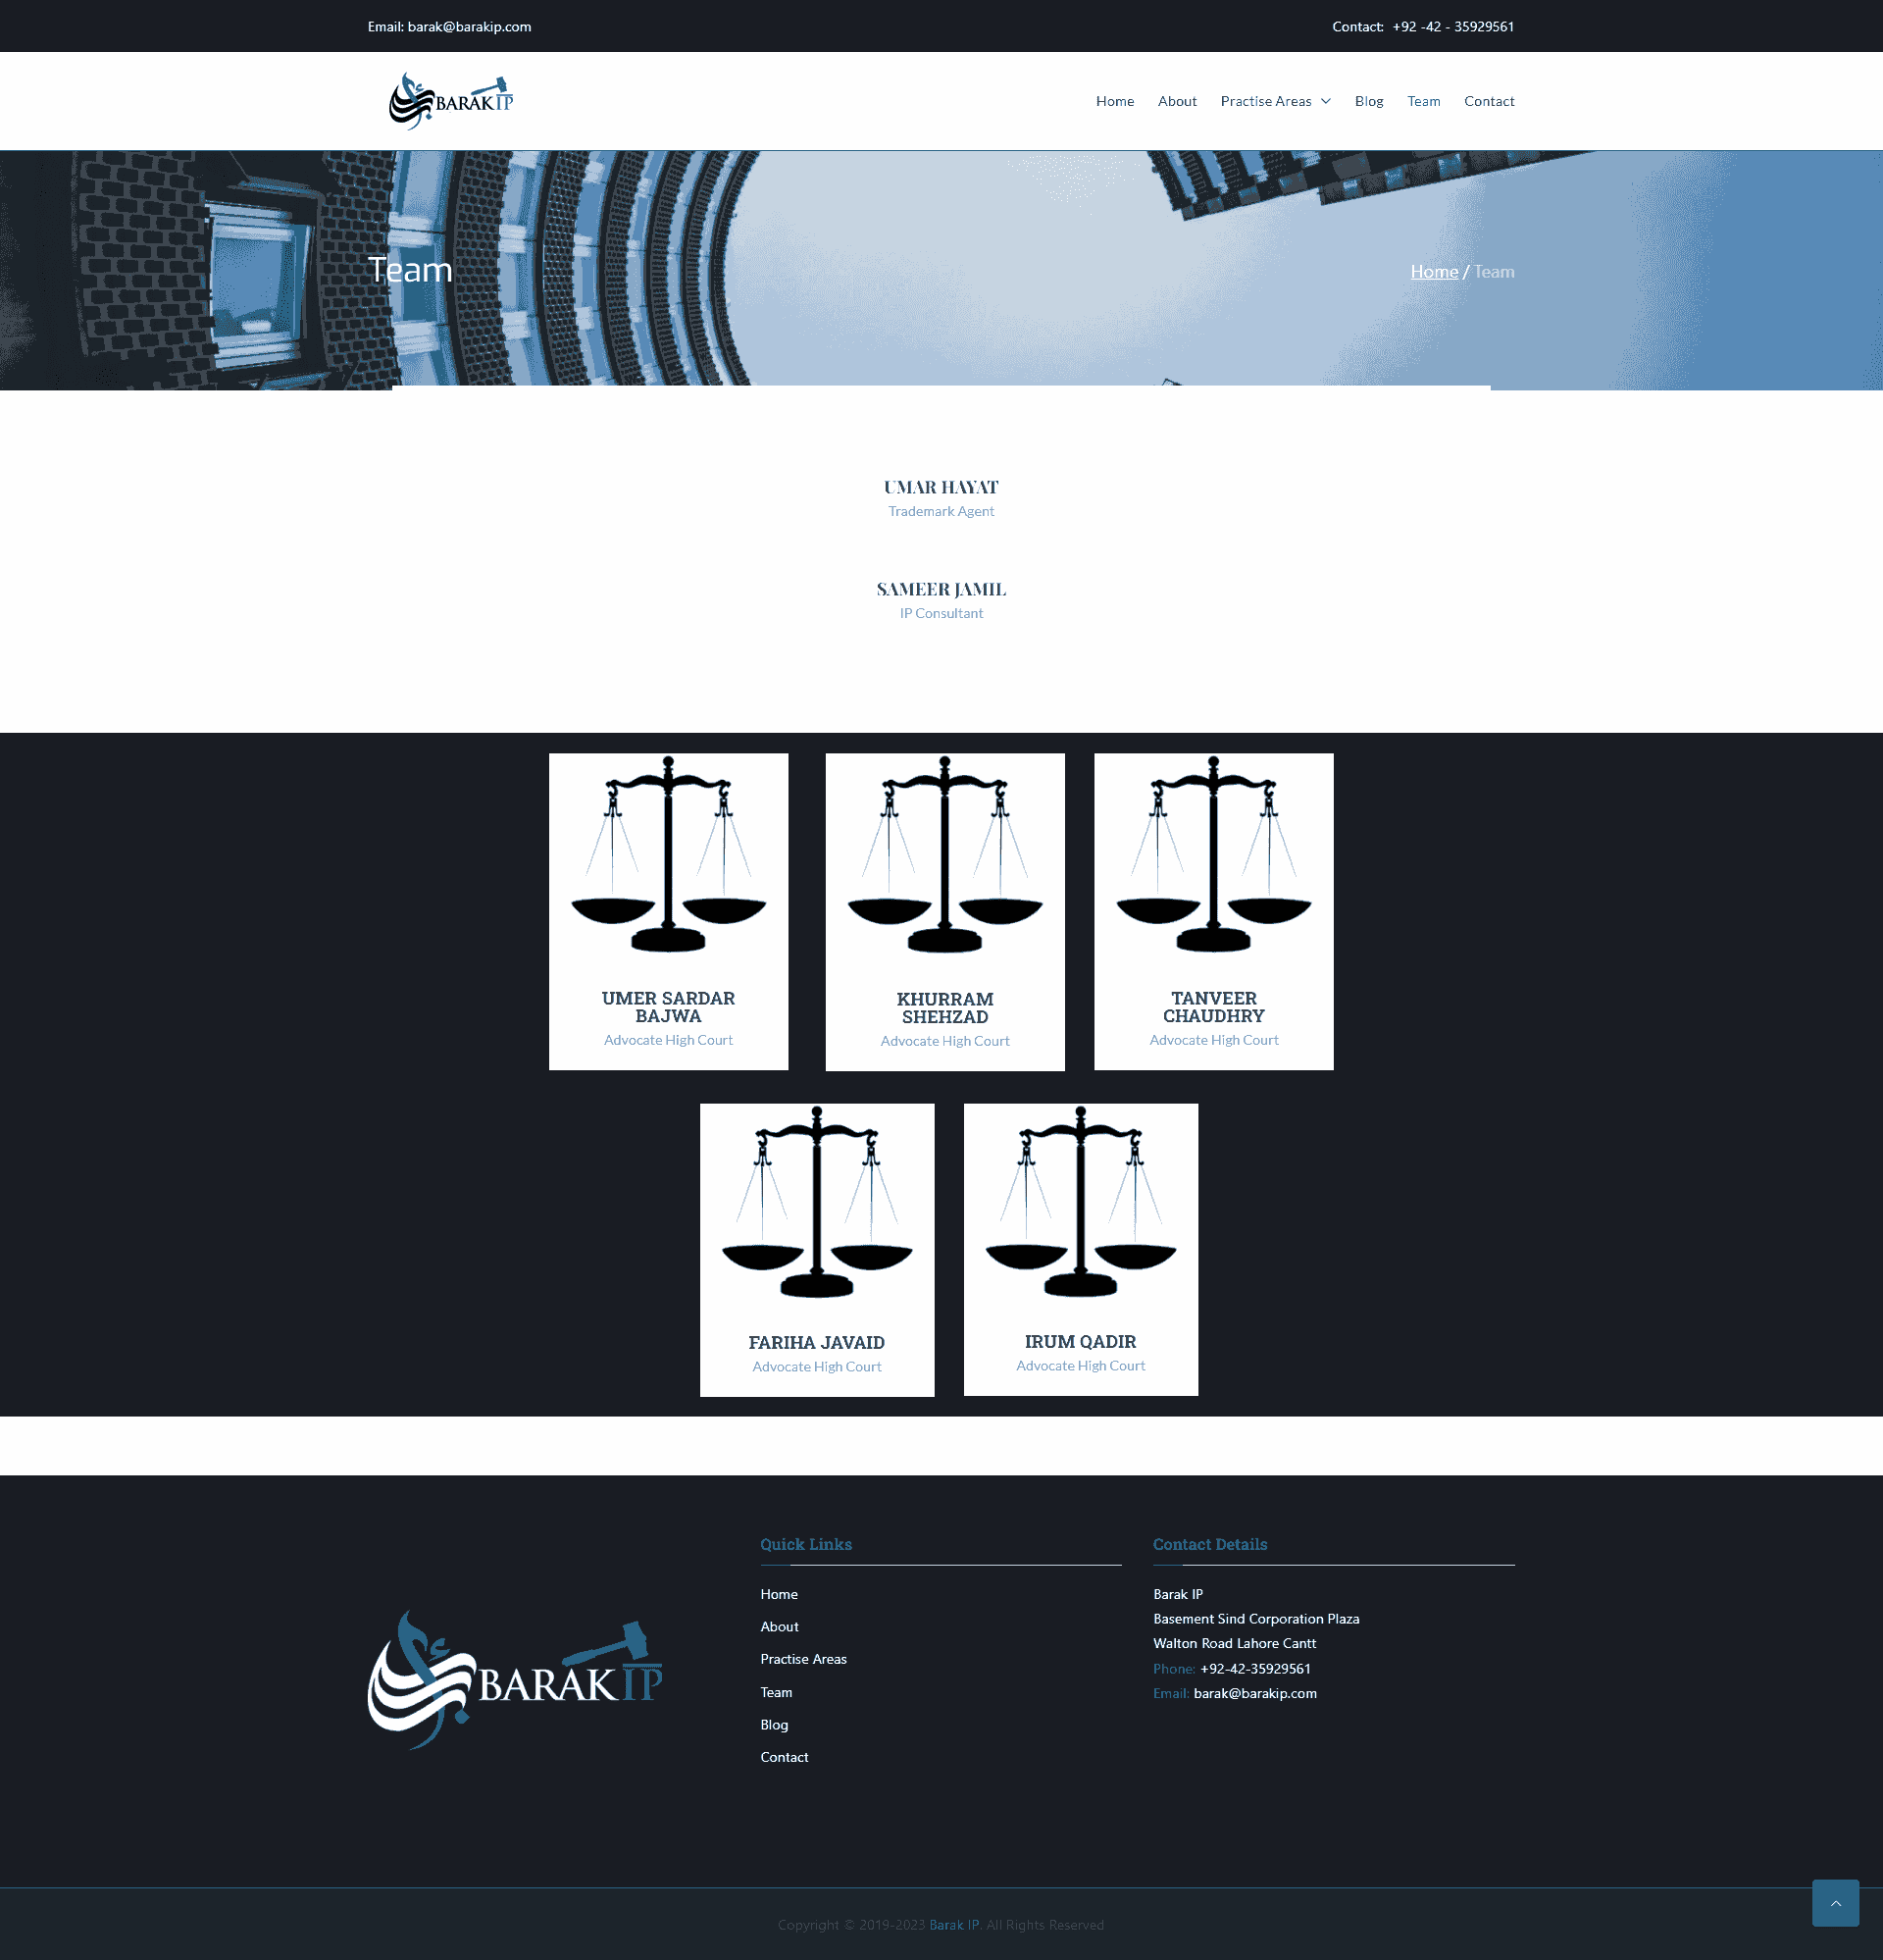 Email: barak@barakip.com
Contact: +92 -42 - 35929561
BARAK IP
Home About Practise Areas Blog Team Contact
Team
Home / Team
UMAR HAYAT
Trademark Agent
SAMEER JAMIL
IP Consultant
UMER SARDAR
BAJWA
Advocate High Court
KHURRAM
SHEHZAD
Advocate High Court
TANVEER
CHAUDHRY
Advocate High Court
FARIHA JAVAID
Advocate High Court
IRUM QADIR
Advocate High Court
BARAK IP
Quick Links
Home
About
Practise Areas
Team
Blog
Contact
Contact Details
Barak IP
Basement Sind Corporation Plaza
Walton Road Lahore Cantt
Phone: +92-42-35929561
Email: barak@barakip.com
Copyright © 2019-2023 Barak IP. All Rights Reserved